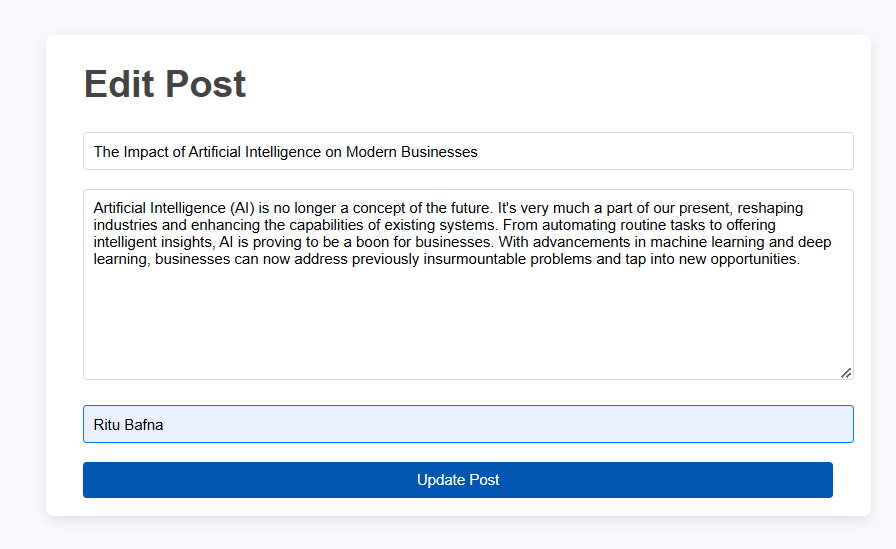 Edit Post
The Impact of Artificial Intelligence on Modern Businesses
Artificial Intelligence (AI) is no longer a concept of the future. It's very much a part of our present, reshaping
industries and enhancing the capabilities of existing systems. From automating routine tasks to offering
intelligent insights, AI is proving to be a boon for businesses. With advancements in machine learning and deep
learning, businesses can now address previously insurmountable problems and tap into new opportunities.
Ritu Bafna
Update Post